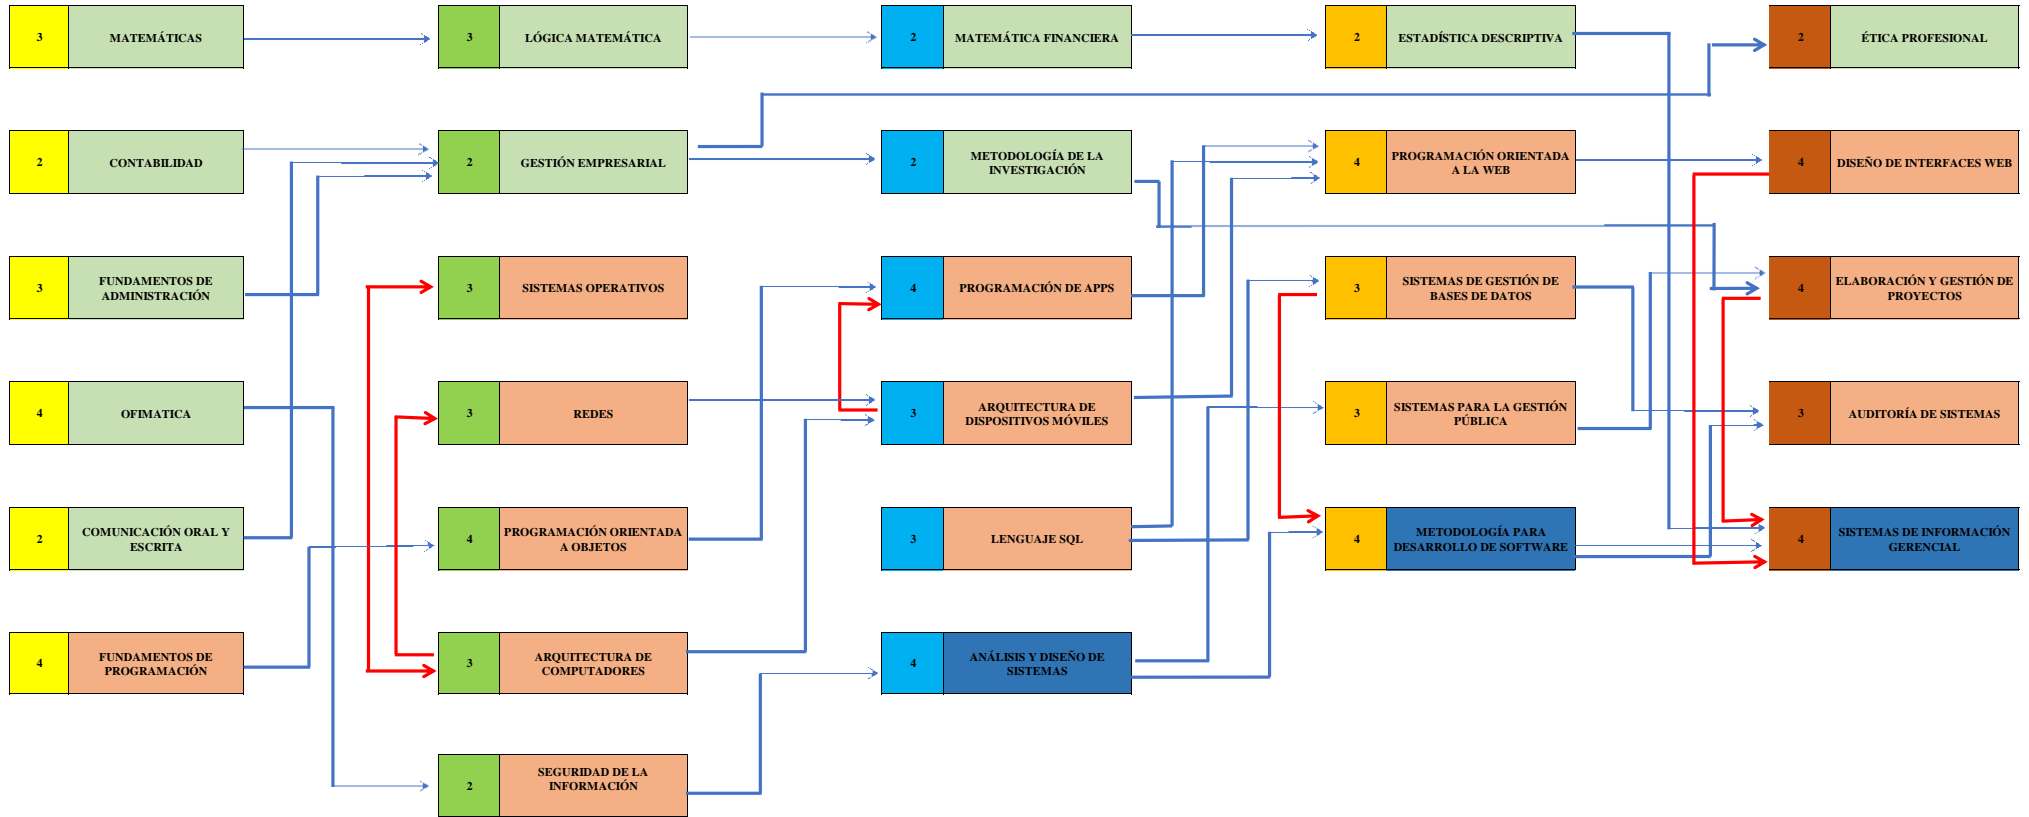 3 MATEMÁTICAS
3 LÓGICA MATEMÁTICA
2 MATEMÁTICA FINANCIERA
2 ESTADÍSTICA DESCRIPTIVA
2 ÉTICA PROFESIONAL
2 CONTABILIDAD
2 GESTIÓN EMPRESARIAL
2 METODOLOGÍA DE LA
INVESTIGACIÓN
4 PROGRAMACIÓN ORIENTADA
A LA WEB
4 DISEÑO DE INTERFACES WEB
3 FUNDAMENTOS DE
ADMINISTRACIÓN
3 SISTEMAS OPERATIVOS
4 PROGRAMACIÓN DE APPS
3 SISTEMAS DE GESTIÓN DE
BASES DE DATOS
4 ELABORACIÓN Y GESTIÓN DE
PROYECTOS
4 OFIMATICA
3 REDES
3 ARQUITECTURA DE
DISPOSITIVOS MÓVILES
3 SISTEMAS PARA LA GESTIÓN
PÚBLICA
3 AUDITORÍA DE SISTEMAS
2 COMUNICACIÓN ORAL Y
ESCRITA
4 PROGRAMACIÓN ORIENTADA
A OBJETOS
3 LENGUAJE SQL
4 METODOLOGÍA PARA
DESARROLLO DE SOFTWARE
4 SISTEMAS DE INFORMACIÓN
GERENCIAL
4 FUNDAMENTOS DE
PROGRAMACIÓN
3 ARQUITECTURA DE
COMPUTADORES
4 ANÁLISIS Y DISEÑO DE
SISTEMAS
2 SEGURIDAD DE LA
INFORMACIÓN